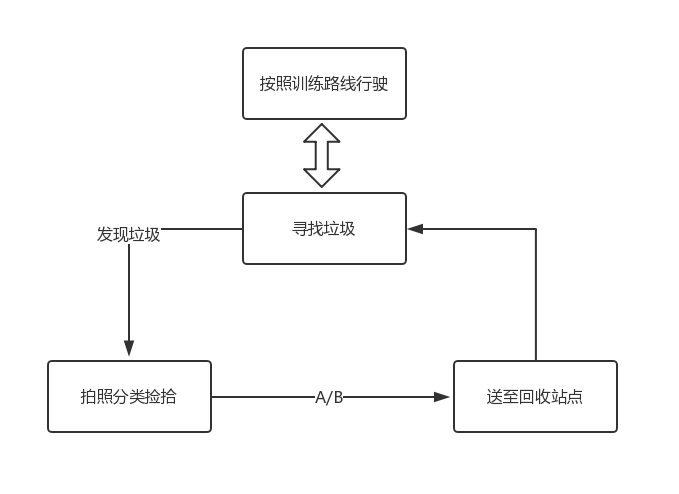 按照训练路线行驶
寻找垃圾
发现垃圾
拍照分类捡拾
A/B
送至回收站点